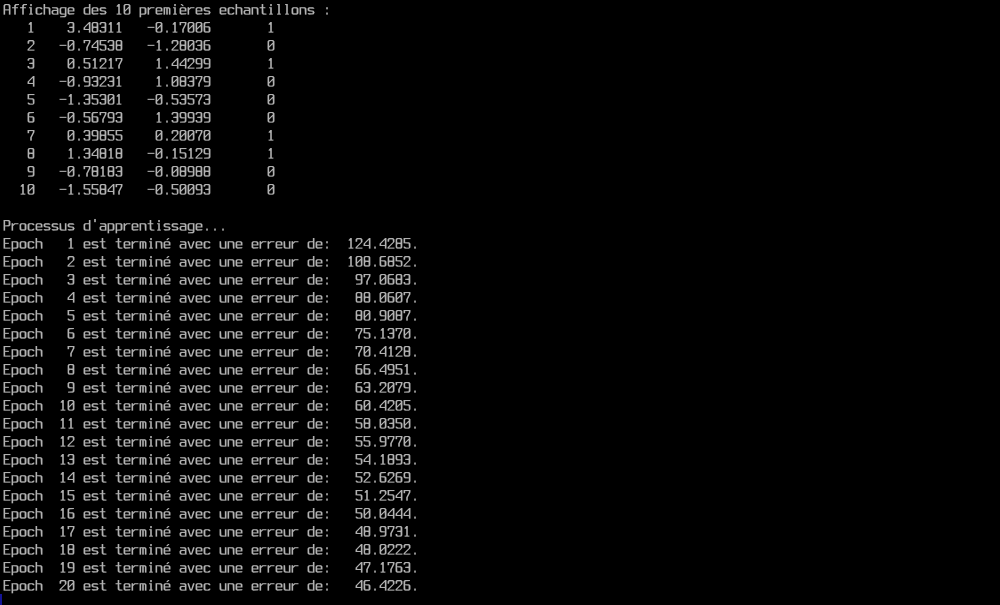 Affichage des 10 premières echantillons :
1 3.48311 -0.17006 1
2 -0.74538 -1.28036 0
3 0.51217 1.44299 1
4 -0.93231 1.08379 0
5 -1.35301 -0.53573 0
6 -0.56793 1.39939 0
7 0.39855 0.20070 1
8 1.34818 -0.15129 1
9 -0.78183 -0.08988 0
10 -1.55847 -0.50093 0
Processus d'apprentissage...
Epoch 1 est terminé avec une erreur de: 124.4285.
Epoch 2 est terminé avec une erreur de: 108.6852.
Epoch 3 est terminé avec une erreur de: 97.0683.
Epoch 4 est terminé avec une erreur de: 88.0607.
Epoch 5 est terminé avec une erreur de: 80.9087.
Epoch 6 est terminé avec une erreur de: 75.1370.
Epoch 7 est terminé avec une erreur de: 70.4128.
Epoch 8 est terminé avec une erreur de: 66.4951.
Epoch 9 est terminé avec une erreur de: 63.2079.
Epoch 10 est terminé avec une erreur de: 60.4205.
Epoch 11 est terminé avec une erreur de: 58.0350.
Epoch 12 est terminé avec une erreur de: 55.9770.
Epoch 13 est terminé avec une erreur de: 54.1893.
Epoch 14 est terminé avec une erreur de: 52.6269.
Epoch 15 est terminé avec une erreur de: 51.2547.
Epoch 16 est terminé avec une erreur de: 50.0444.
Epoch 17 est terminé avec une erreur de: 48.9731.
Epoch 18 est terminé avec une erreur de: 48.0222.
Epoch 19 est terminé avec une erreur de: 47.1763.
Epoch 20 est terminé avec une erreur de: 46.4226.